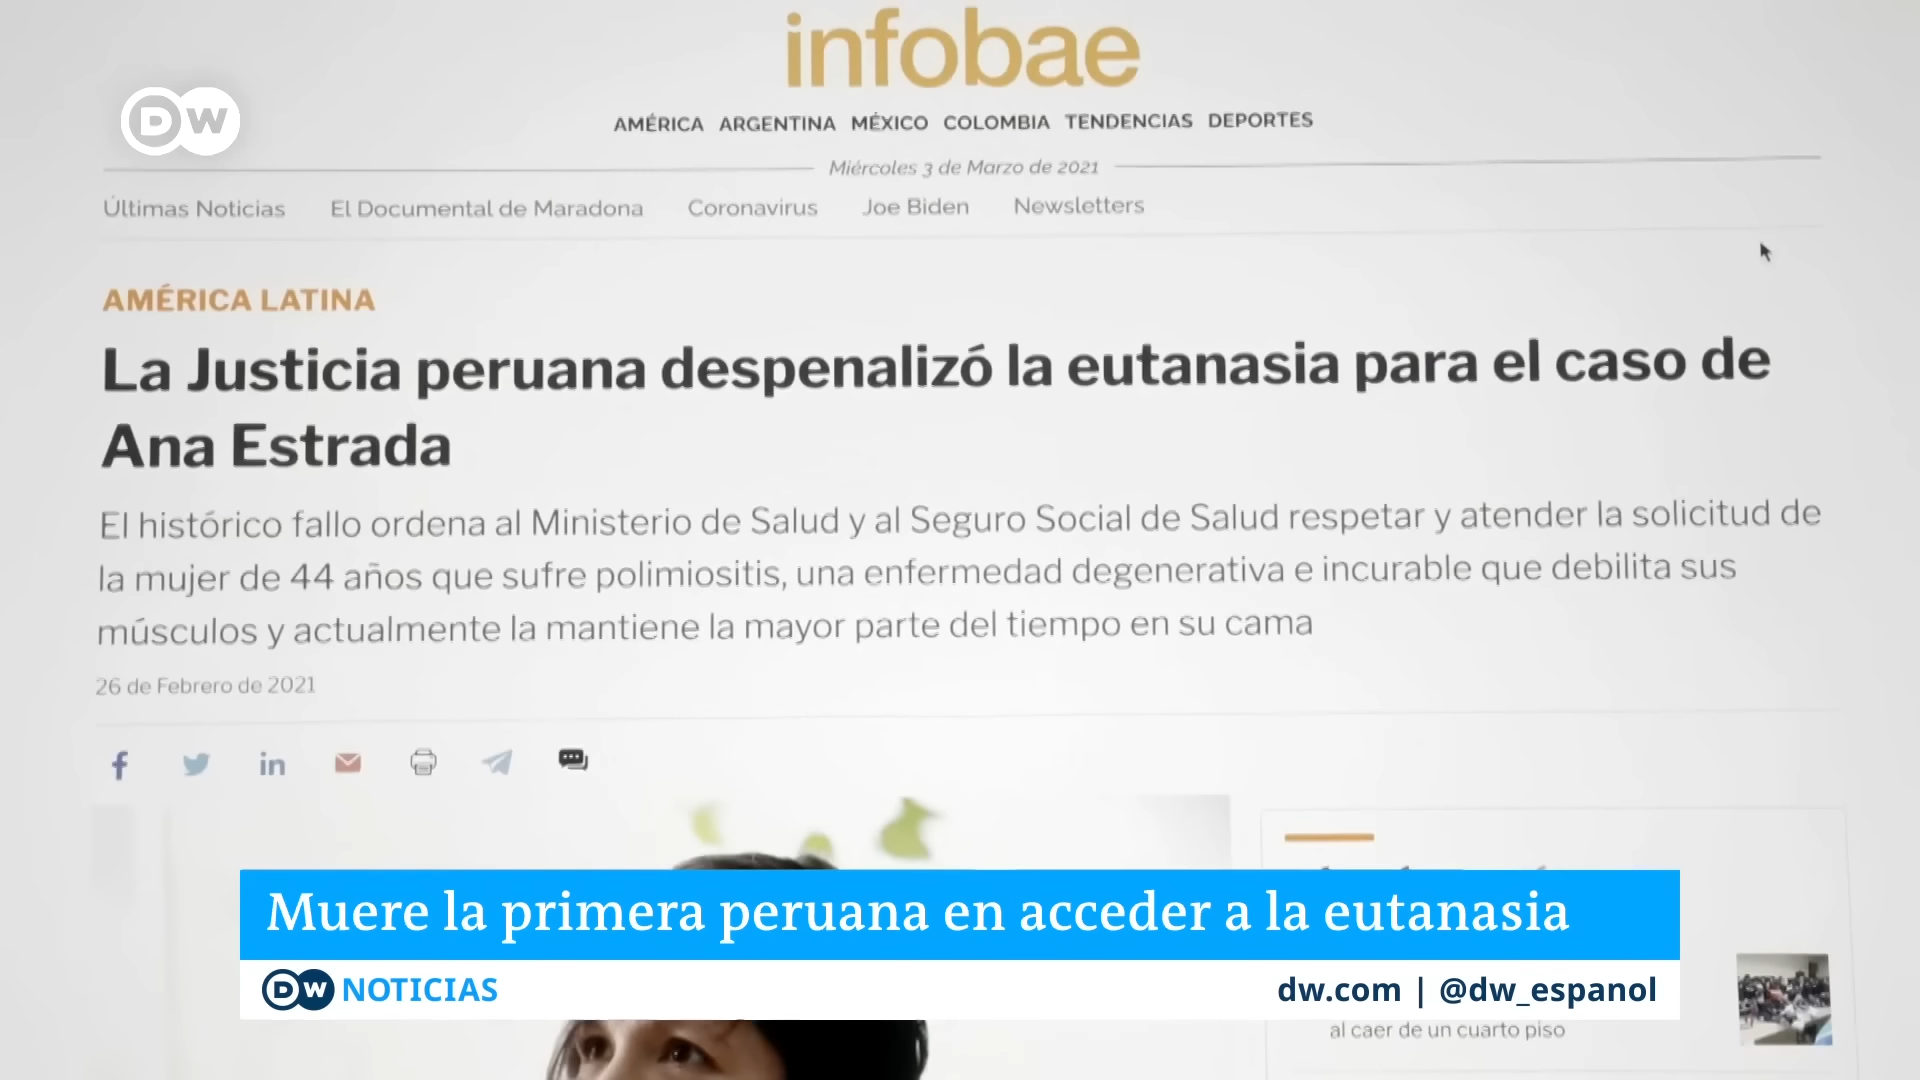 infobae
DW
AMÉRICA ARGENTINA MÉXICO COLOMBIA TENDENCIAS DEPORTES
Miércoles 3 de Marzo de 2021
Últimas Noticias El Documental de Maradona Coronavirus Joe Biden Newsletters
AMÉRICA LATINA
La Justicia peruana despenalizó la eutanasia para el caso de
Ana Estrada
El histórico fallo ordena al Ministerio de Salud y al Seguro Social de Salud respetar y atender la solicitud de
la mujer de 44 años que sufre polimiositis, una enfermedad degenerativa e incurable que debilita sus
músculos y actualmente la mantiene la mayor parte del tiempo en su cama
26 de Febrero de 2021
f in
Muere la primera peruana en acceder a la eutanasia
DW NOTICIAS dw.com | @dw_espanol
al caer de un cuarto piso